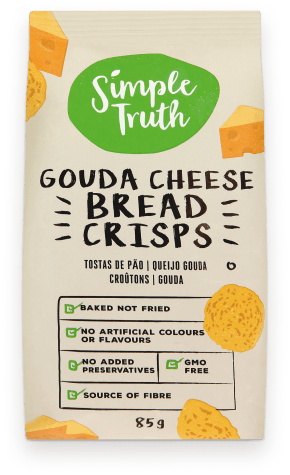 Simple
Truth
GOUDA CHEESE
BREAD
CRISPS
TOSTAS DE PÃO | QUEIJO GOUDA
CROÛTONS | GOUDA
BAKED NOT FRIED
NO ARTIFICIAL COLOURS
OR FLAVOURS
NO ADDED
PRESERVATIVES
GMO
FREE
SOURCE OF FIBRE
85g